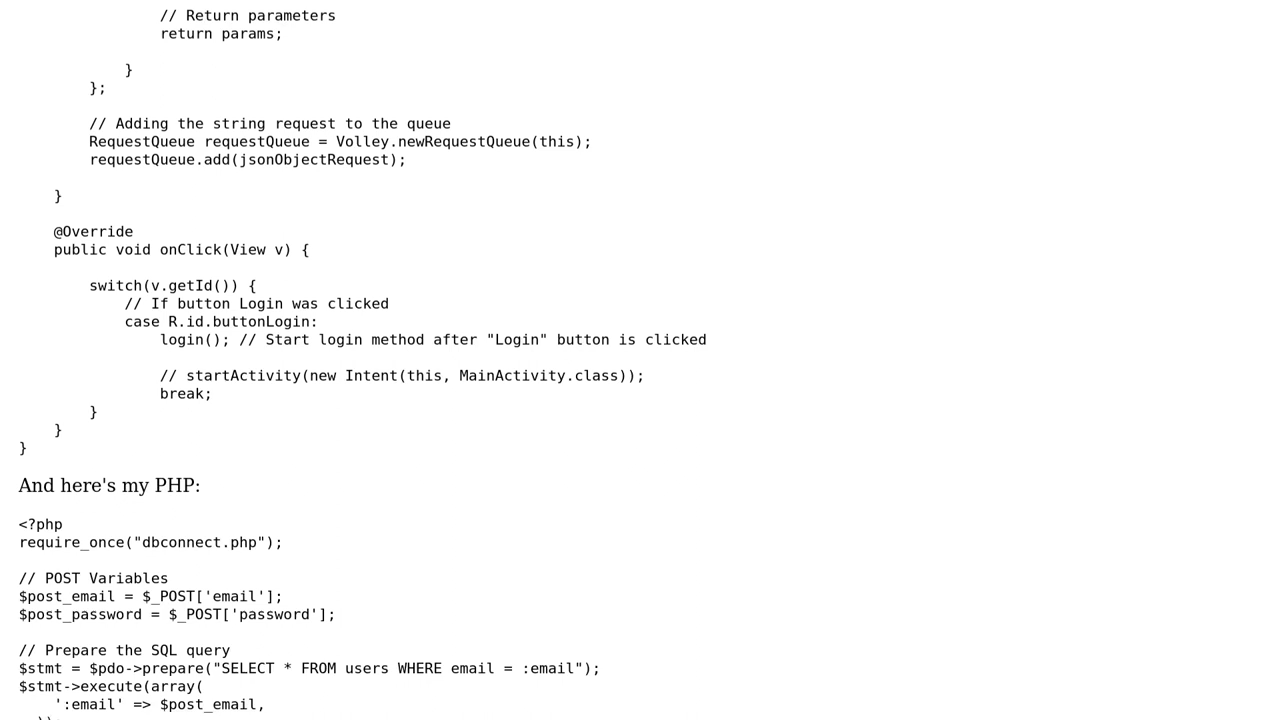 // Return parameters
return params;
}
};
// Adding the string request to the queue
RequestQueue requestQueue = Volley.newRequestQueue(this);
requestQueue.add(jsonObjectRequest);
}
@Override
public void onClick(View v) {
switch(v.getId()) {
// If button Login was clicked
case R.id.buttonLogin:
login(); // Start login method after "Login" button is clicked
// startActivity(new Intent(this, MainActivity.class));
break;
}
}
}
And here's my PHP:
<?php
require_once("dbconnect.php");
// POST Variables
$post_email = $_POST['email'];
$post_password = $_POST['password'];
// Prepare the SQL query
$stmt = $pdo->prepare("SELECT * FROM users WHERE email = :email");
$stmt->execute(array(
':email' => $post_email,